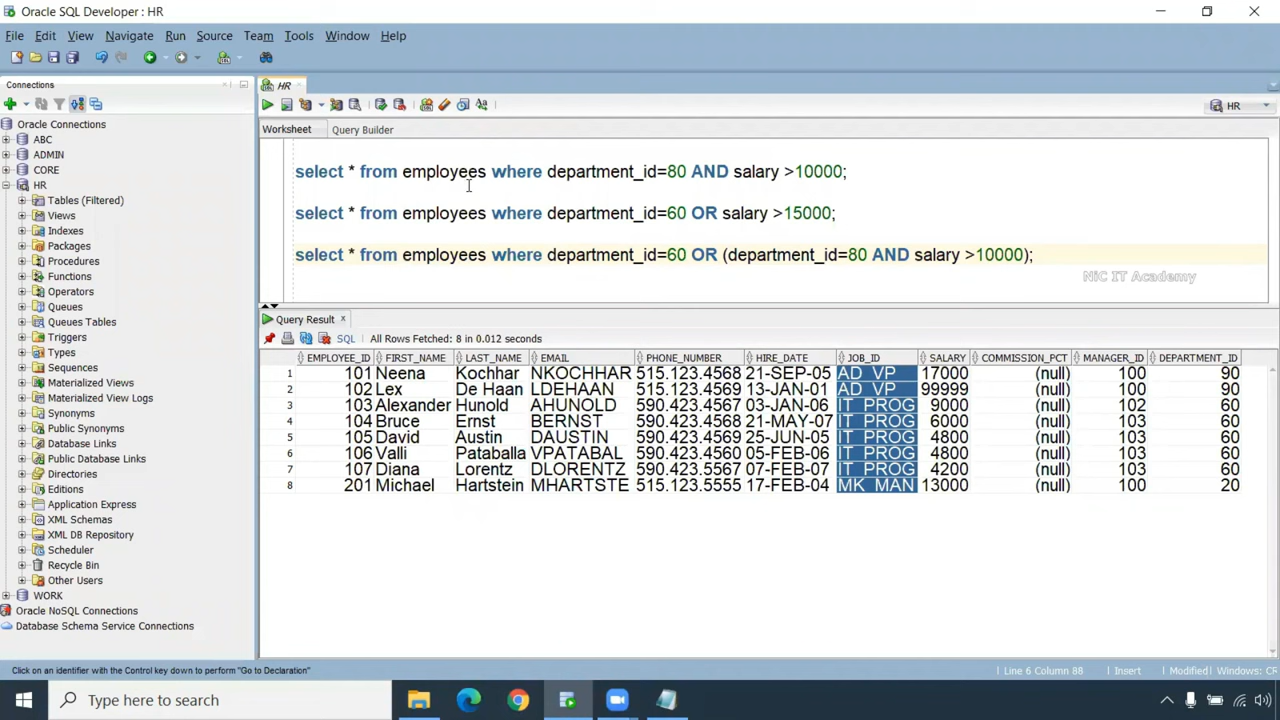 Oracle SQL Developer : HR
File Edit View Navigate Run Source Team Tools Window Help
Connections
Oracle Connections
ABC
ADMIN
CORE
HR
Tables (Filtered)
Views
Indexes
Packages
Procedures
Functions
Operators
Queues
Queues Tables
Triggers
Types
Sequences
Materialized Views
Materialized View Logs
Synonyms
Public Synonyms
Database Links
Public Database Links
Directories
Editions
Application Express
XML Schemas
XML DB Repository
Scheduler
Recycle Bin
Other Users
WORK
Oracle NoSQL Connections
Database Schema Service Connections
HR
HR
Worksheet Query Builder
select * from employees where department_id=80 AND salary >10000;
select * from employees where department_id=60 OR salary >15000;
select * from employees where department_id=60 OR (department_id=80 AND salary >10000);
NiC IT Academy
Query Result x
SQL All Rows Fetched: 8 in 0.012 seconds
EMPLOYEE_ID FIRST_NAME LAST_NAME EMAIL PHONE_NUMBER HIRE_DATE JOB_ID SALARY COMMISSION_PCT MANAGER_ID DEPARTMENT_ID
1 101 Neena Kochhar NKOCHHAR 515.123.4568 21-SEP-05 AD_VP 17000 (null) 100 90
2 102 Lex De Haan LDEHAAN 515.123.4569 13-JAN-01 AD_VP 99999 (null) 100 90
3 103 Alexander Hunold AHUNOLD 590.423.4567 03-JAN-06 IT_PROG 9000 (null) 102 60
4 104 Bruce Ernst BERNST 590.423.4568 21-MAY-07 IT_PROG 6000 (null) 103 60
5 105 David Austin DAUSTIN 590.423.4569 25-JUN-05 IT_PROG 4800 (null) 103 60
6 106 Valli Pataballa VPATABAL 590.423.4560 05-FEB-06 IT_PROG 4800 (null) 103 60
7 107 Diana Lorentz DLORENTZ 590.423.5567 07-FEB-07 IT_PROG 4200 (null) 103 60
8 201 Michael Hartstein MHARTSTE 515.123.5555 17-FEB-04 MK_MAN 13000 (null) 100 20
Click on an identifier with the Control key down to perform "Go to Declaration"
Line 6 Column 88 Insert Modified Windows: CR
Type here to search